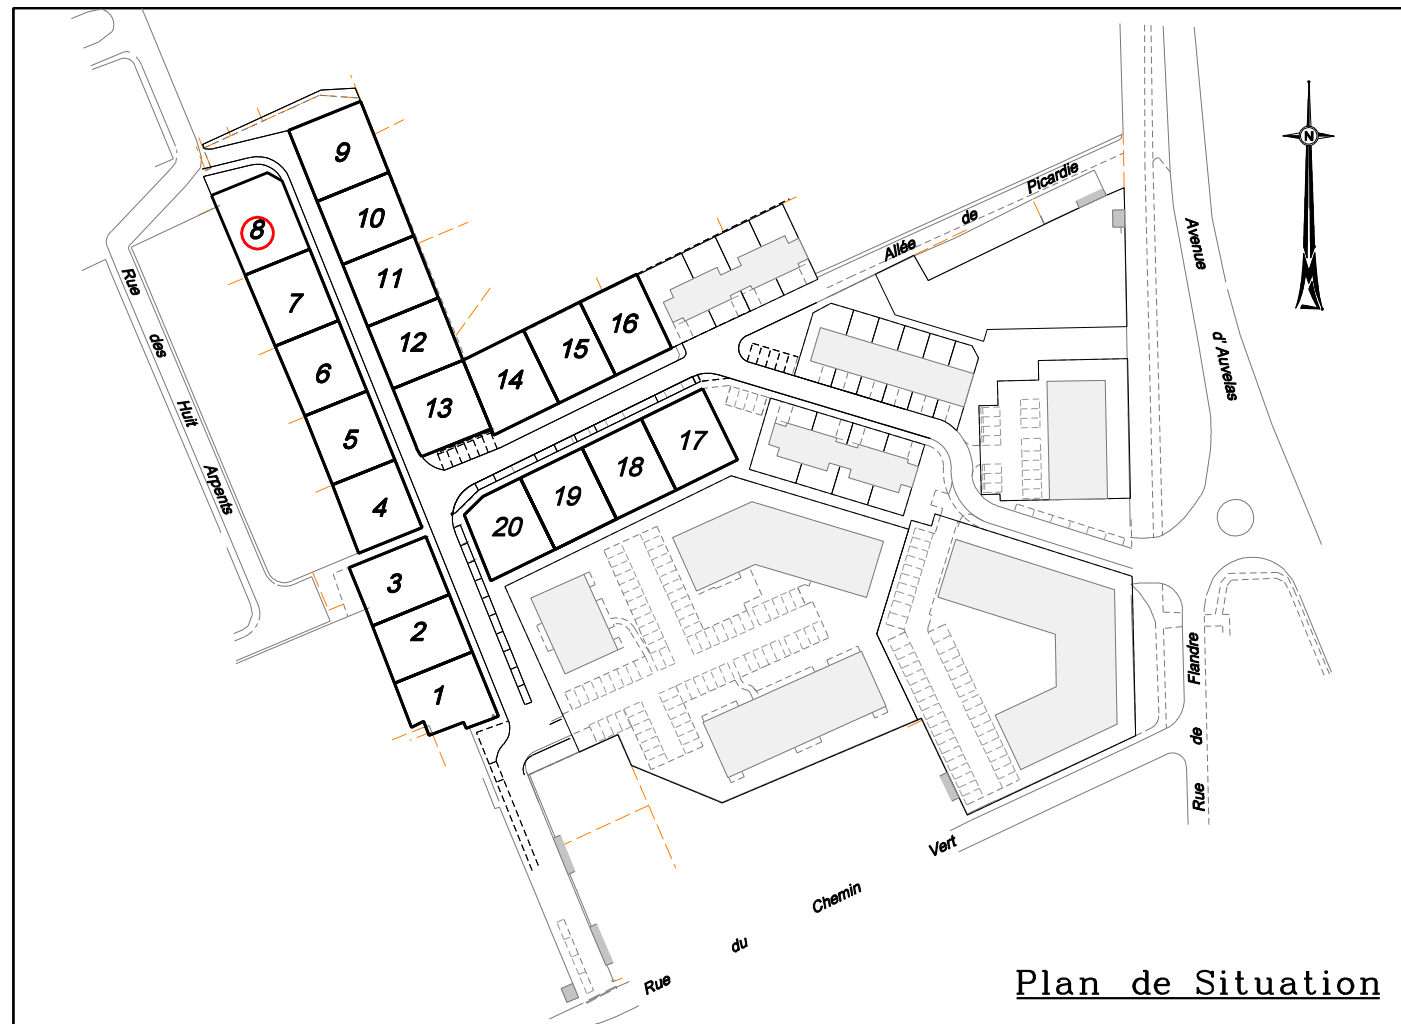 9
10
11
12
13
8
7
6
5
4
3
2
1
14
15
16
17
18
19
20
Rue des Huit Arpents
Allée de Picardie
Avenue d' Auvelas
N
Rue de Flandre
Rue du Chemin Vert
Plan de Situation